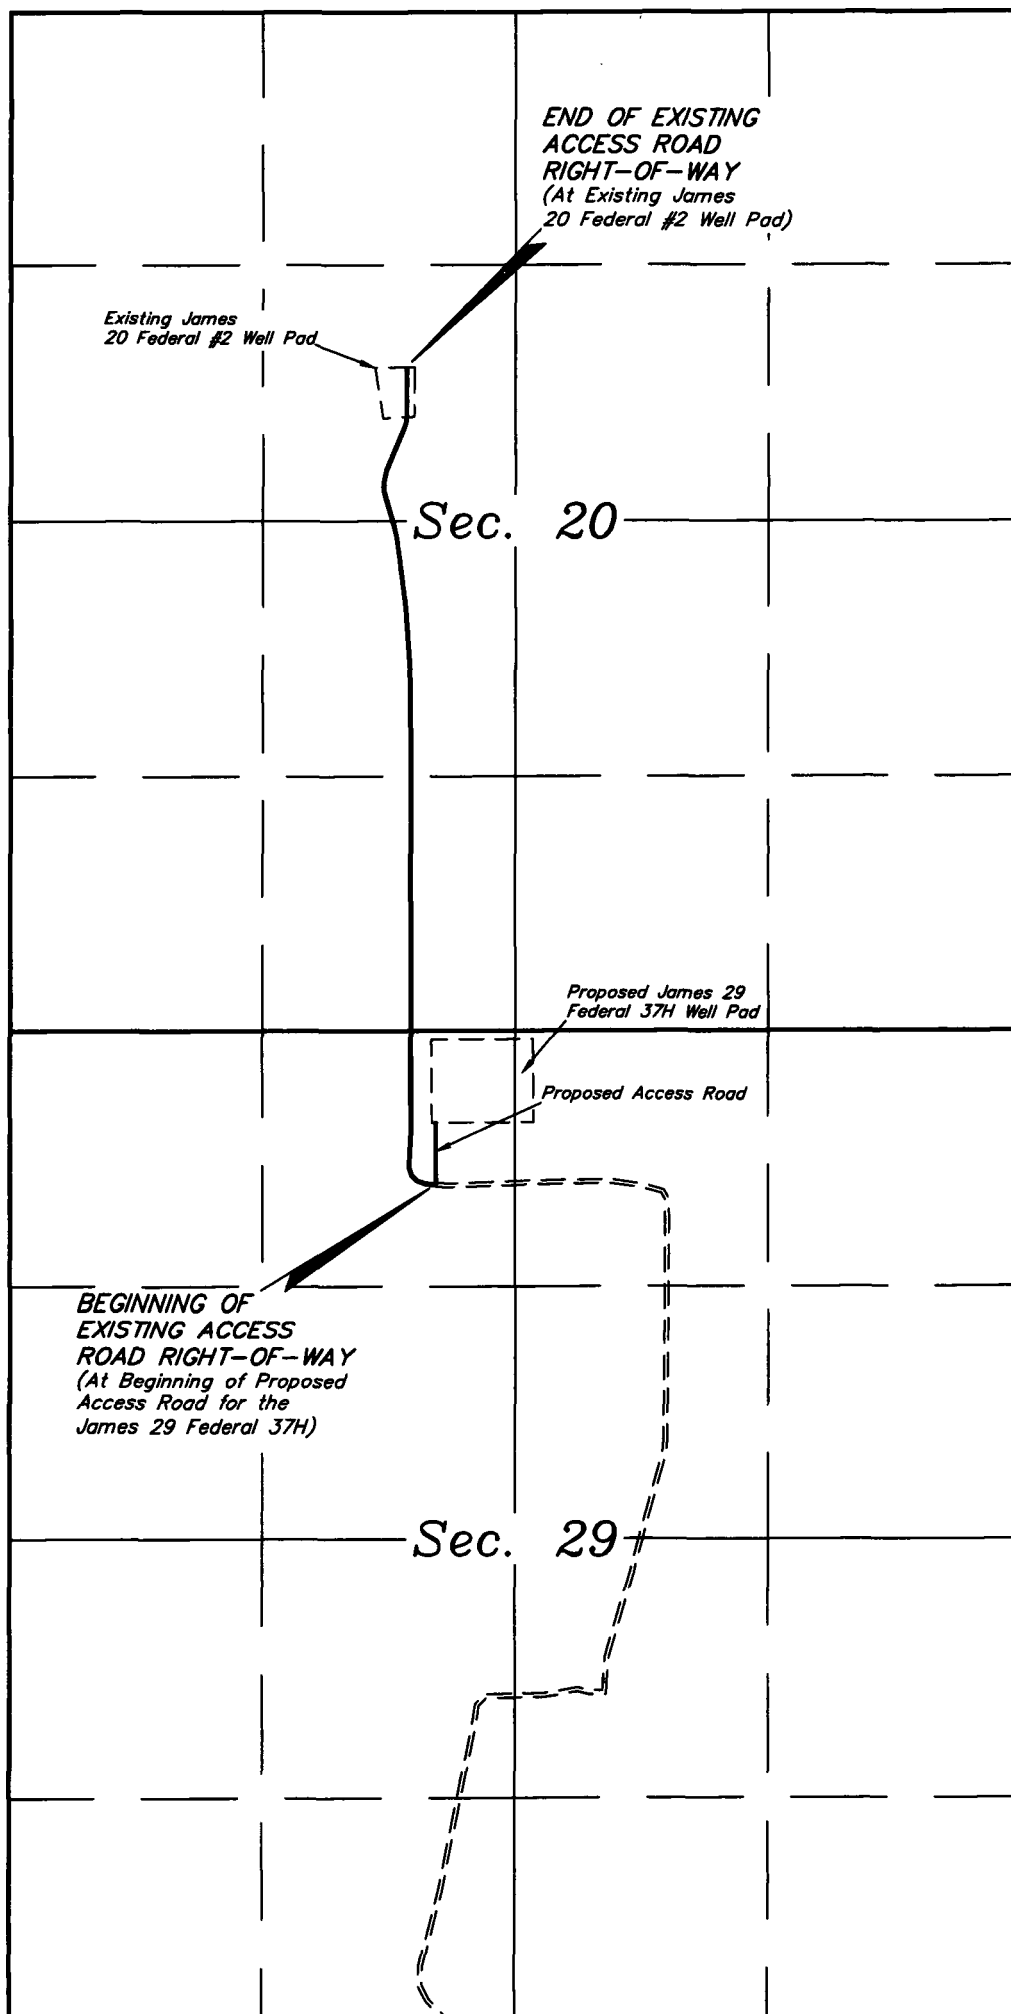 END OF EXISTING
ACCESS ROAD
RIGHT-OF-WAY
(At Existing James
20 Federal #2 Well Pad)
Existing James
20 Federal #2 Well Pad
Sec. 20
Proposed James 29
Federal 37H Well Pad
Proposed Access Road
BEGINNING OF
EXISTING ACCESS
ROAD RIGHT-OF-WAY
(At Beginning of Proposed
Access Road for the
James 29 Federal 37H)
Sec. 29